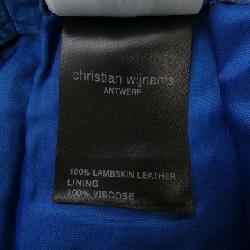 christian wijnants
ANTWERP
100% LAMBSKIN LEATHER
LINING
100% VISCOSE